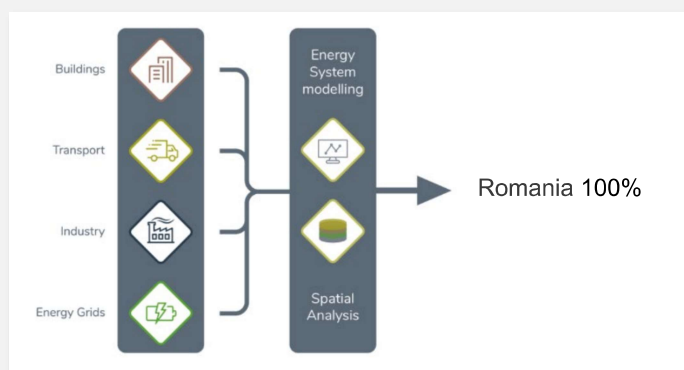 Buildings
Transport
Industry
Energy Grids
Energy
System
modelling
Spatial
Analysis
Romania 100%